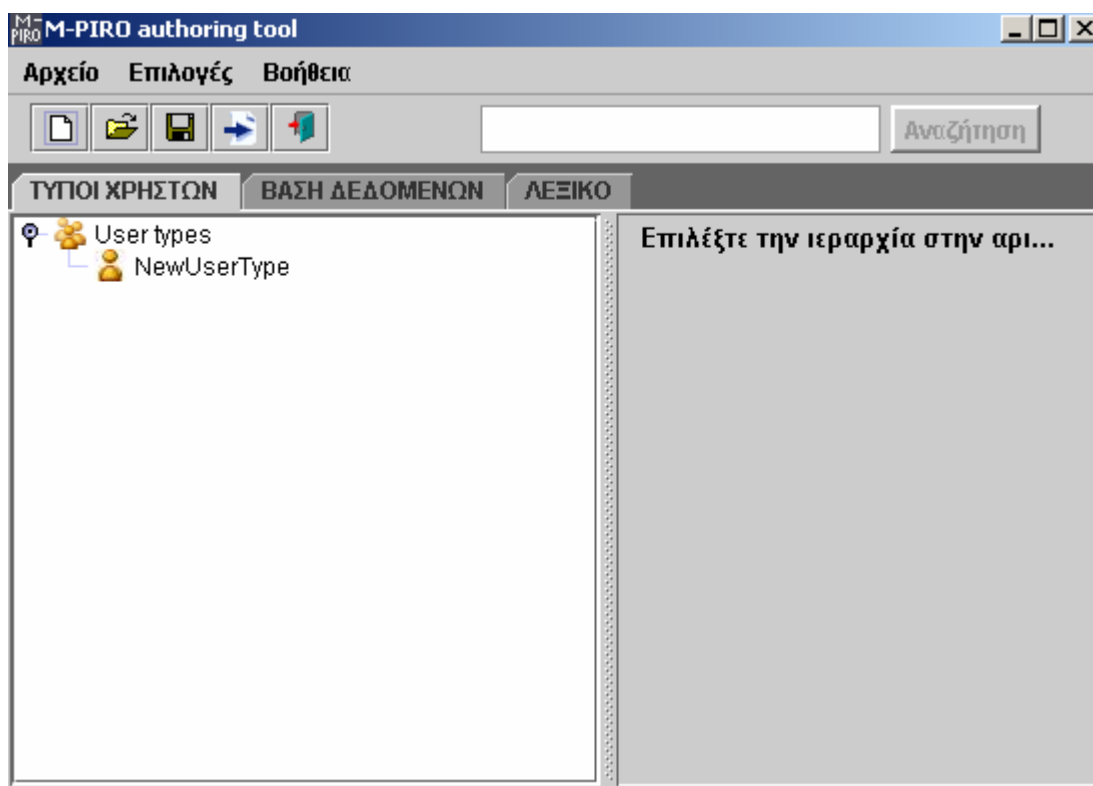 M-PIRO M-PIRO authoring tool
Αρχείο Επιλογές Βοήθεια
Αναζήτηση
ΤΥΠΟΙ ΧΡΗΣΤΩΝ ΒΑΣΗ ΔΕΔΟΜΕΝΩΝ ΛΕΞΙΚΟ
User types
Επιλέξτε την ιεραρχία στην αρι...
NewUserType